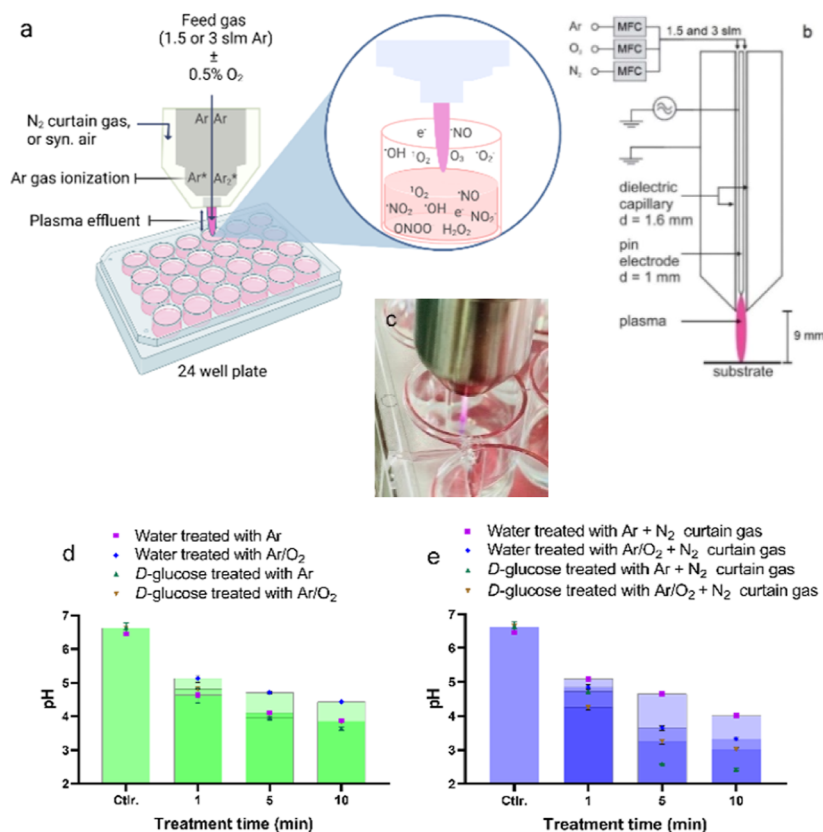 a
Feed gas
(1.5 or 3 slm Ar)
±
0.5% O₂
N₂ curtain gas,
or syn. air
Ar Ar
Ar gas ionization
Ar* Ar₂*
Plasma effluent
24 well plate
e⁻ ·NO
·OH O₃ ·O₂⁻
¹O₂ ·NO
·NO₂ ·OH e⁻
ONOO H₂O₂
b
Ar MFC 1.5 and 3 slm
O₂ MFC
N₂ MFC
dielectric
capillary
d = 1.6 mm
pin
electrode
d = 1 mm
plasma
9 mm
substrate
c
d
Water treated with Ar
Water treated with Ar/O₂
D-glucose treated with Ar
D-glucose treated with Ar/O₂
7
6
5
4
3
2
pH
Ctlr. 1 5 10
Treatment time (min)
e
Water treated with Ar + N₂ curtain gas
Water treated with Ar/O₂ + N₂ curtain gas
D-glucose treated with Ar + N₂ curtain gas
D-glucose treated with Ar/O₂ + N₂ curtain gas
7
6
5
4
3
2
pH
Ctlr. 1 5 10
Treatment time (min)